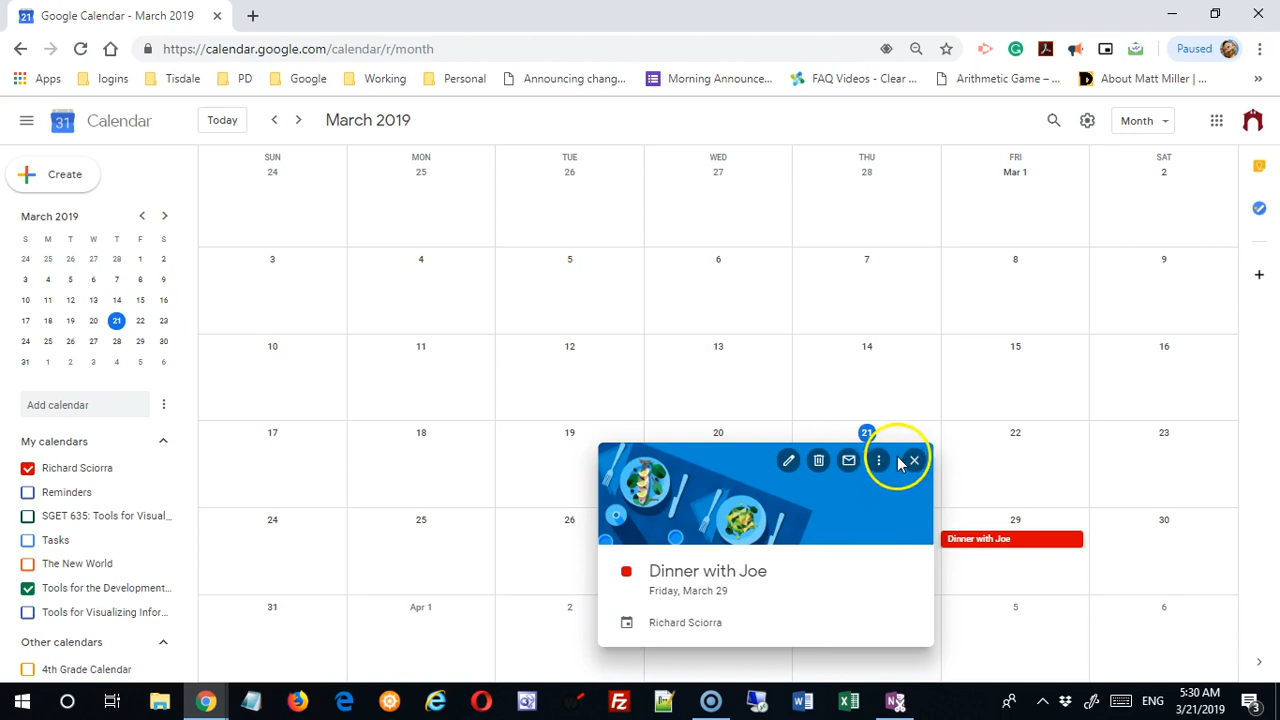 Google Calendar - March 2019
https://calendar.google.com/calendar/r/month
Paused
Apps logins Tisdale PD Google Working Personal Announcing chang... Morning Announce... FAQ Videos - Clear ... Arithmetic Game – ... About Matt Miller | ... »
31 Calendar Today March 2019 Month
Create
March 2019
S M T W T F S
24 25 26 27 28 1 2
3 4 5 6 7 8 9
10 11 12 13 14 15 16
17 18 19 20 21 22 23
24 25 26 27 28 29 30
31 1 2 3 4 5 6
Add calendar
My calendars
Richard Sciorra
Reminders
SGET 635: Tools for Visual...
Tasks
The New World
Tools for the Development...
Tools for Visualizing Infor...
Other calendars
4th Grade Calendar
SUN MON TUE WED THU FRI SAT
24 25 26 27 28 Mar 1 2
3 4 5 6 7 8 9
10 11 12 13 14 15 16
17 18 19 20 21 22 23
24 25 26 29 30
Dinner with Joe
31 Apr 1 2 5 6
Dinner with Joe
Friday, March 29
Richard Sciorra
ENG
5:30 AM
3/21/2019
3